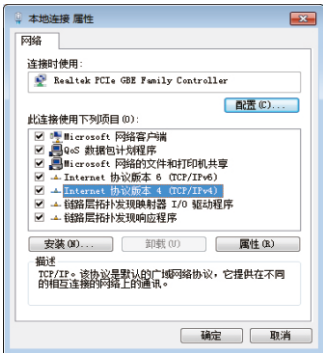 本地连接 属性
网络
连接时使用:
Realtek PCIe GBE Family Controller
配置(C)...
此连接使用下列项目(O):
Microsoft 网络客户端
QoS 数据包计划程序
Microsoft 网络的文件和打印机共享
Internet 协议版本 6 (TCP/IPv6)
Internet 协议版本 4 (TCP/IPv4)
链路层拓扑发现映射器 I/O 驱动程序
链路层拓扑发现响应程序
安装(N)... 卸载(U) 属性(R)
描述
TCP/IP。该协议是默认的广域网络协议，它提供在不同
的相互连接的网络上的通讯。
确定 取消